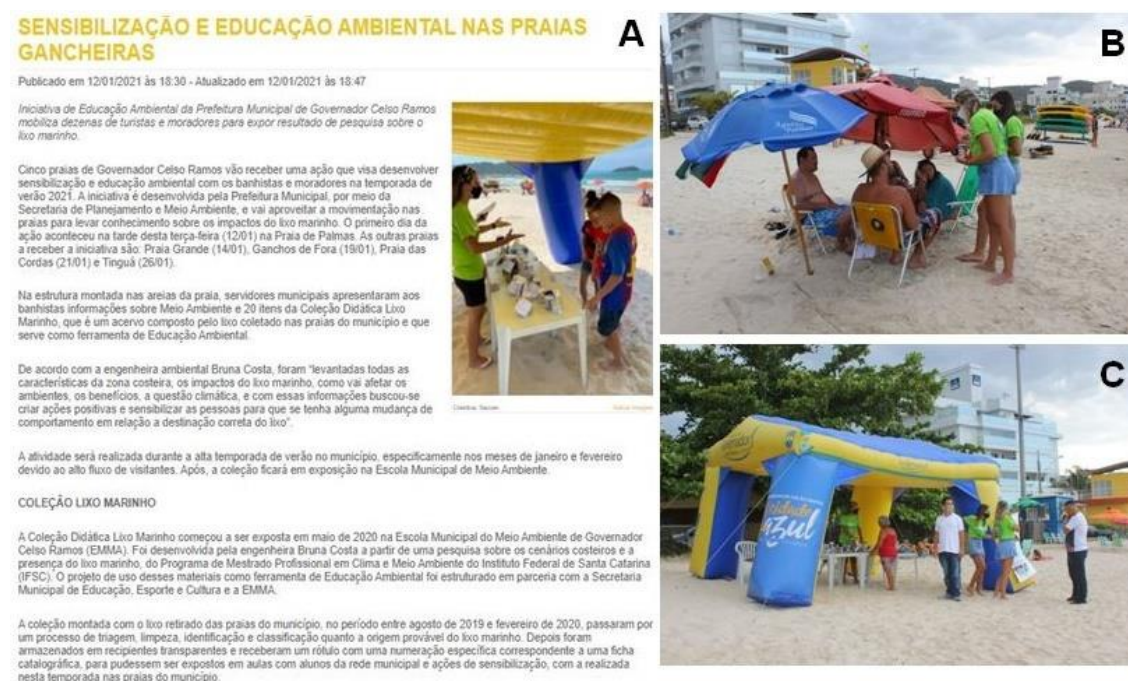 SENSIBILIZAÇÃO E EDUCAÇÃO AMBIENTAL NAS PRAIAS
GANCHEIRAS
A
Publicado em 12/01/2021 às 18:30 - Atualizado em 12/01/2021 às 18:47
Iniciativa de Educação Ambiental da Prefeitura Municipal de Governador Celso Ramos
mobiliza dezenas de turistas e moradores para expor resultado de pesquisa sobre o
lixo marinho.
Cinco praias de Governador Celso Ramos vão receber uma ação que visa desenvolver
sensibilização e educação ambiental com os banhistas e moradores na temporada de
verão 2021. A iniciativa é desenvolvida pela Prefeitura Municipal, por meio da
Secretaria de Planejamento e Meio Ambiente, e vai aproveitar a movimentação nas
praias para levar conhecimento sobre os impactos do lixo marinho. O primeiro dia da
ação aconteceu na tarde desta terça-feira (12/01) na Praia de Palmas. As outras praias
a receber a iniciativa são: Praia Grande (14/01), Ganchos de Fora (19/01), Praia das
Cordas (21/01) e Tinguá (26/01).
Na estrutura montada nas areias da praia, servidores municipais apresentaram aos
banhistas informações sobre Meio Ambiente e 20 itens da Coleção Didática Lixo
Marinho, que é um acervo composto pelo lixo coletado nas praias do município e que
serve como ferramenta de Educação Ambiental.
De acordo com a engenheira ambiental Bruna Costa, foram "levantadas todas as
características da zona costeira, os impactos do lixo marinho, como vai afetar os
ambientes, os benefícios, a questão climática, e com essas informações buscou-se
criar ações positivas e sensibilizar as pessoas para que se tenha alguma mudança de
comportamento em relação a destinação correta do lixo".
A atividade será realizada durante a alta temporada de verão no município, especificamente nos meses de janeiro e fevereiro
devido ao alto fluxo de visitantes. Após, a coleção ficará em exposição na Escola Municipal de Meio Ambiente.
COLEÇÃO LIXO MARINHO
A Coleção Didática Lixo Marinho começou a ser exposta em maio de 2020 na Escola Municipal do Meio Ambiente de Governador
Celso Ramos (EMMA). Foi desenvolvida pela engenheira Bruna Costa a partir de uma pesquisa sobre os cenários costeiros e a
presença do lixo marinho, do Programa de Mestrado Profissional em Clima e Meio Ambiente do Instituto Federal de Santa Catarina
(IFSC). O projeto de uso desses materiais como ferramenta de Educação Ambiental foi estruturado em parceria com a Secretaria
Municipal de Educação, Esporte e Cultura e a EMMA.
A coleção montada com o lixo retirado das praias do município, no período entre agosto de 2019 e fevereiro de 2020, passaram por
um processo de triagem, limpeza, identificação e classificação quanto a origem provável do lixo marinho. Depois foram
armazenados em recipientes transparentes e receberam um rótulo com uma numeração específica correspondente a uma ficha
catalográfica, para pudessem ser expostos em aulas com alunos da rede municipal e ações de sensibilização, com a realizada
nesta temporada nas praias do município.
B
C
cidade
azul